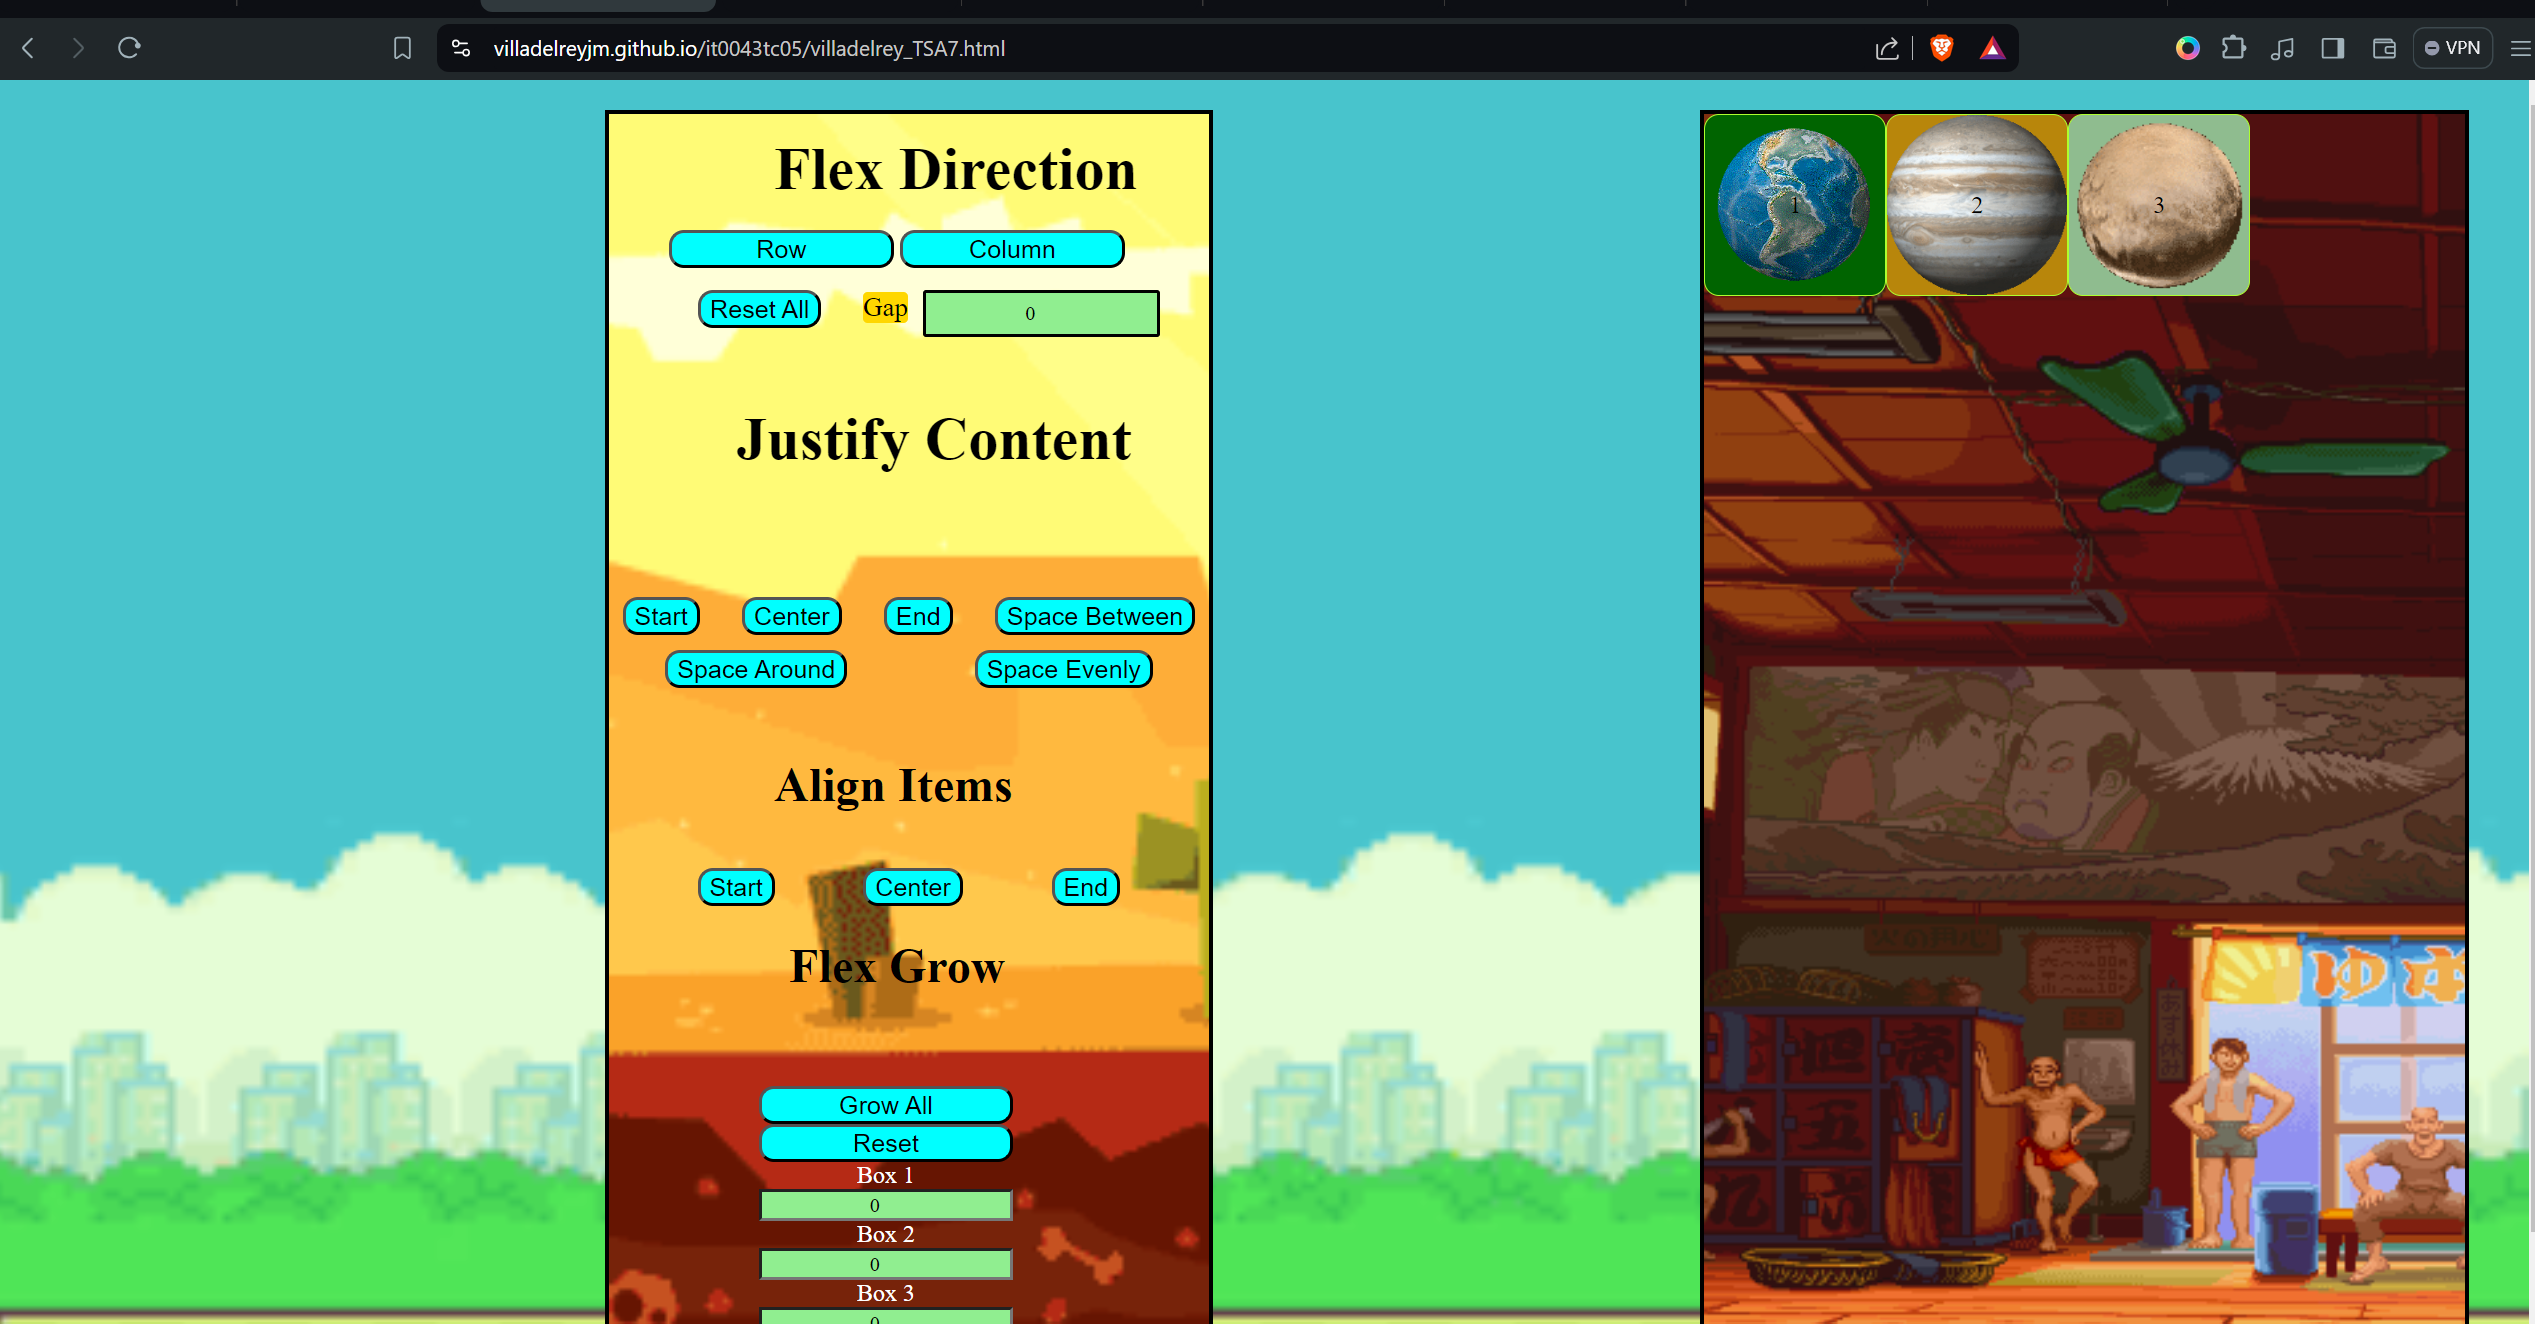 villadelreyjm.github.io/it0043tc05/villadelrey_TSA7.html
VPN
Flex Direction
Row Column
Reset All Gap 0
Justify Content
Start Center End Space Between
Space Around Space Evenly
Align Items
Start Center End
Flex Grow
Grow All
Reset
Box 1
0
Box 2
0
Box 3
0
1 2 3
ゆ